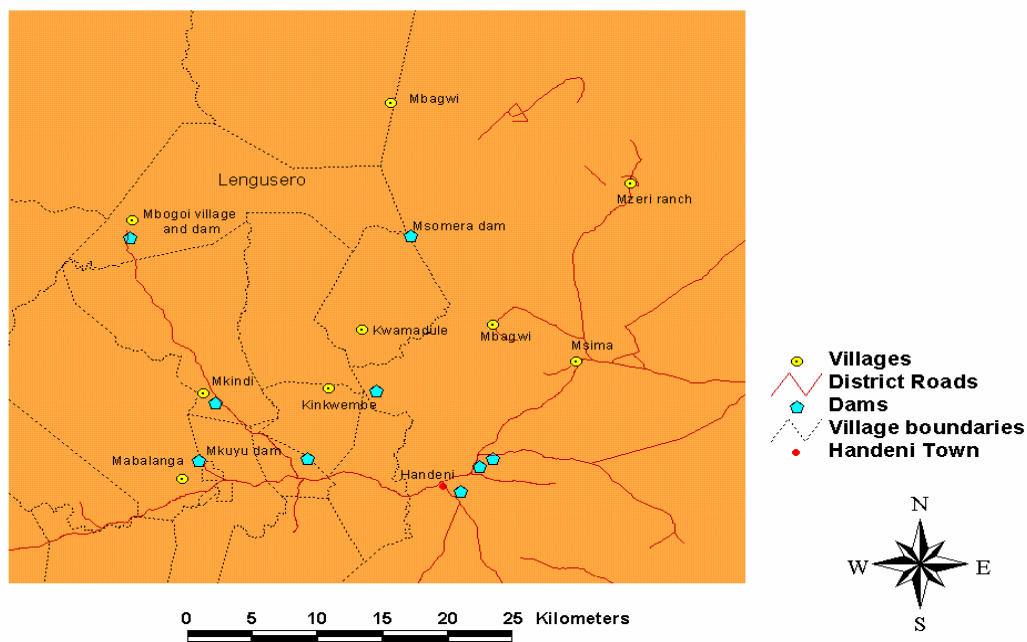 Mbagwi
Lengusero
Mzeri ranch
Mbogoi village
and dam
Msomera dam
Kwamadule
Mbagwi
Msima
Mkindi
Kinkwembe
Mkuyu dam
Mabalanga
Handeni
Villages
District Roads
Dams
Village boundaries
Handeni Town
N
W
E
S
0 5 10 15 20 25 Kilometers